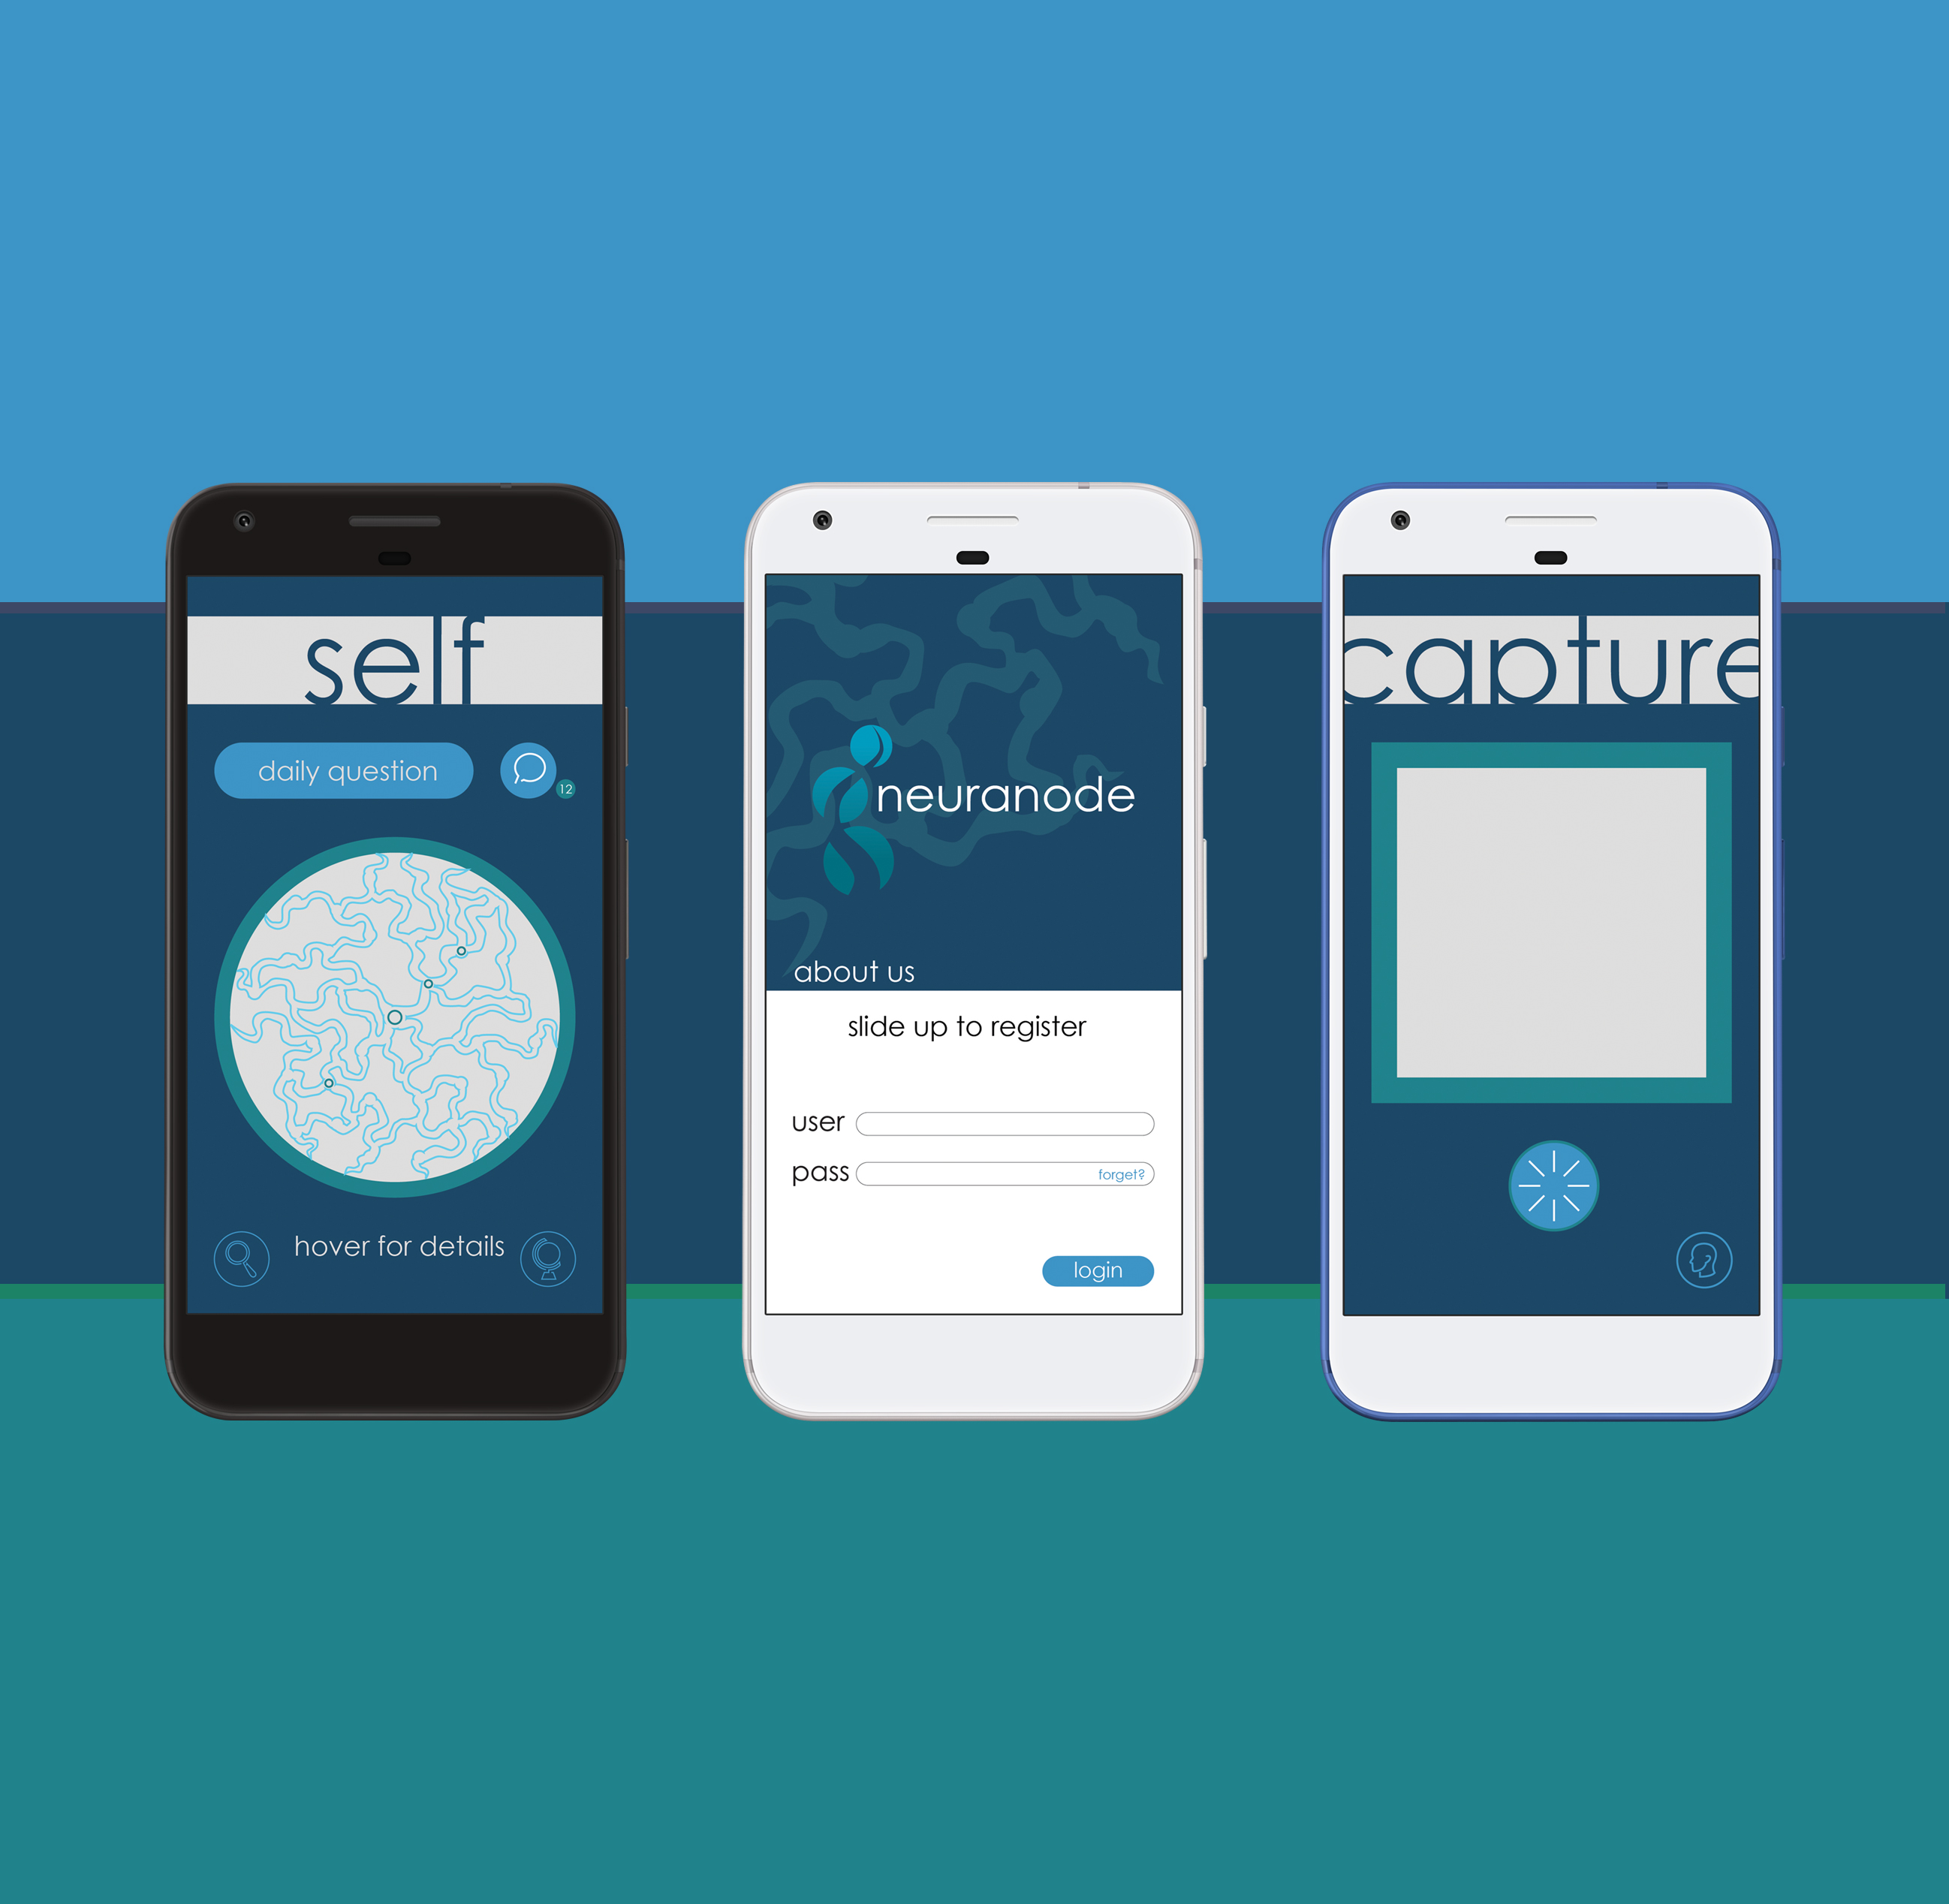 self
daily question
12
hover for details
neuranode
about us
slide up to register
user
pass
forget?
login
capture